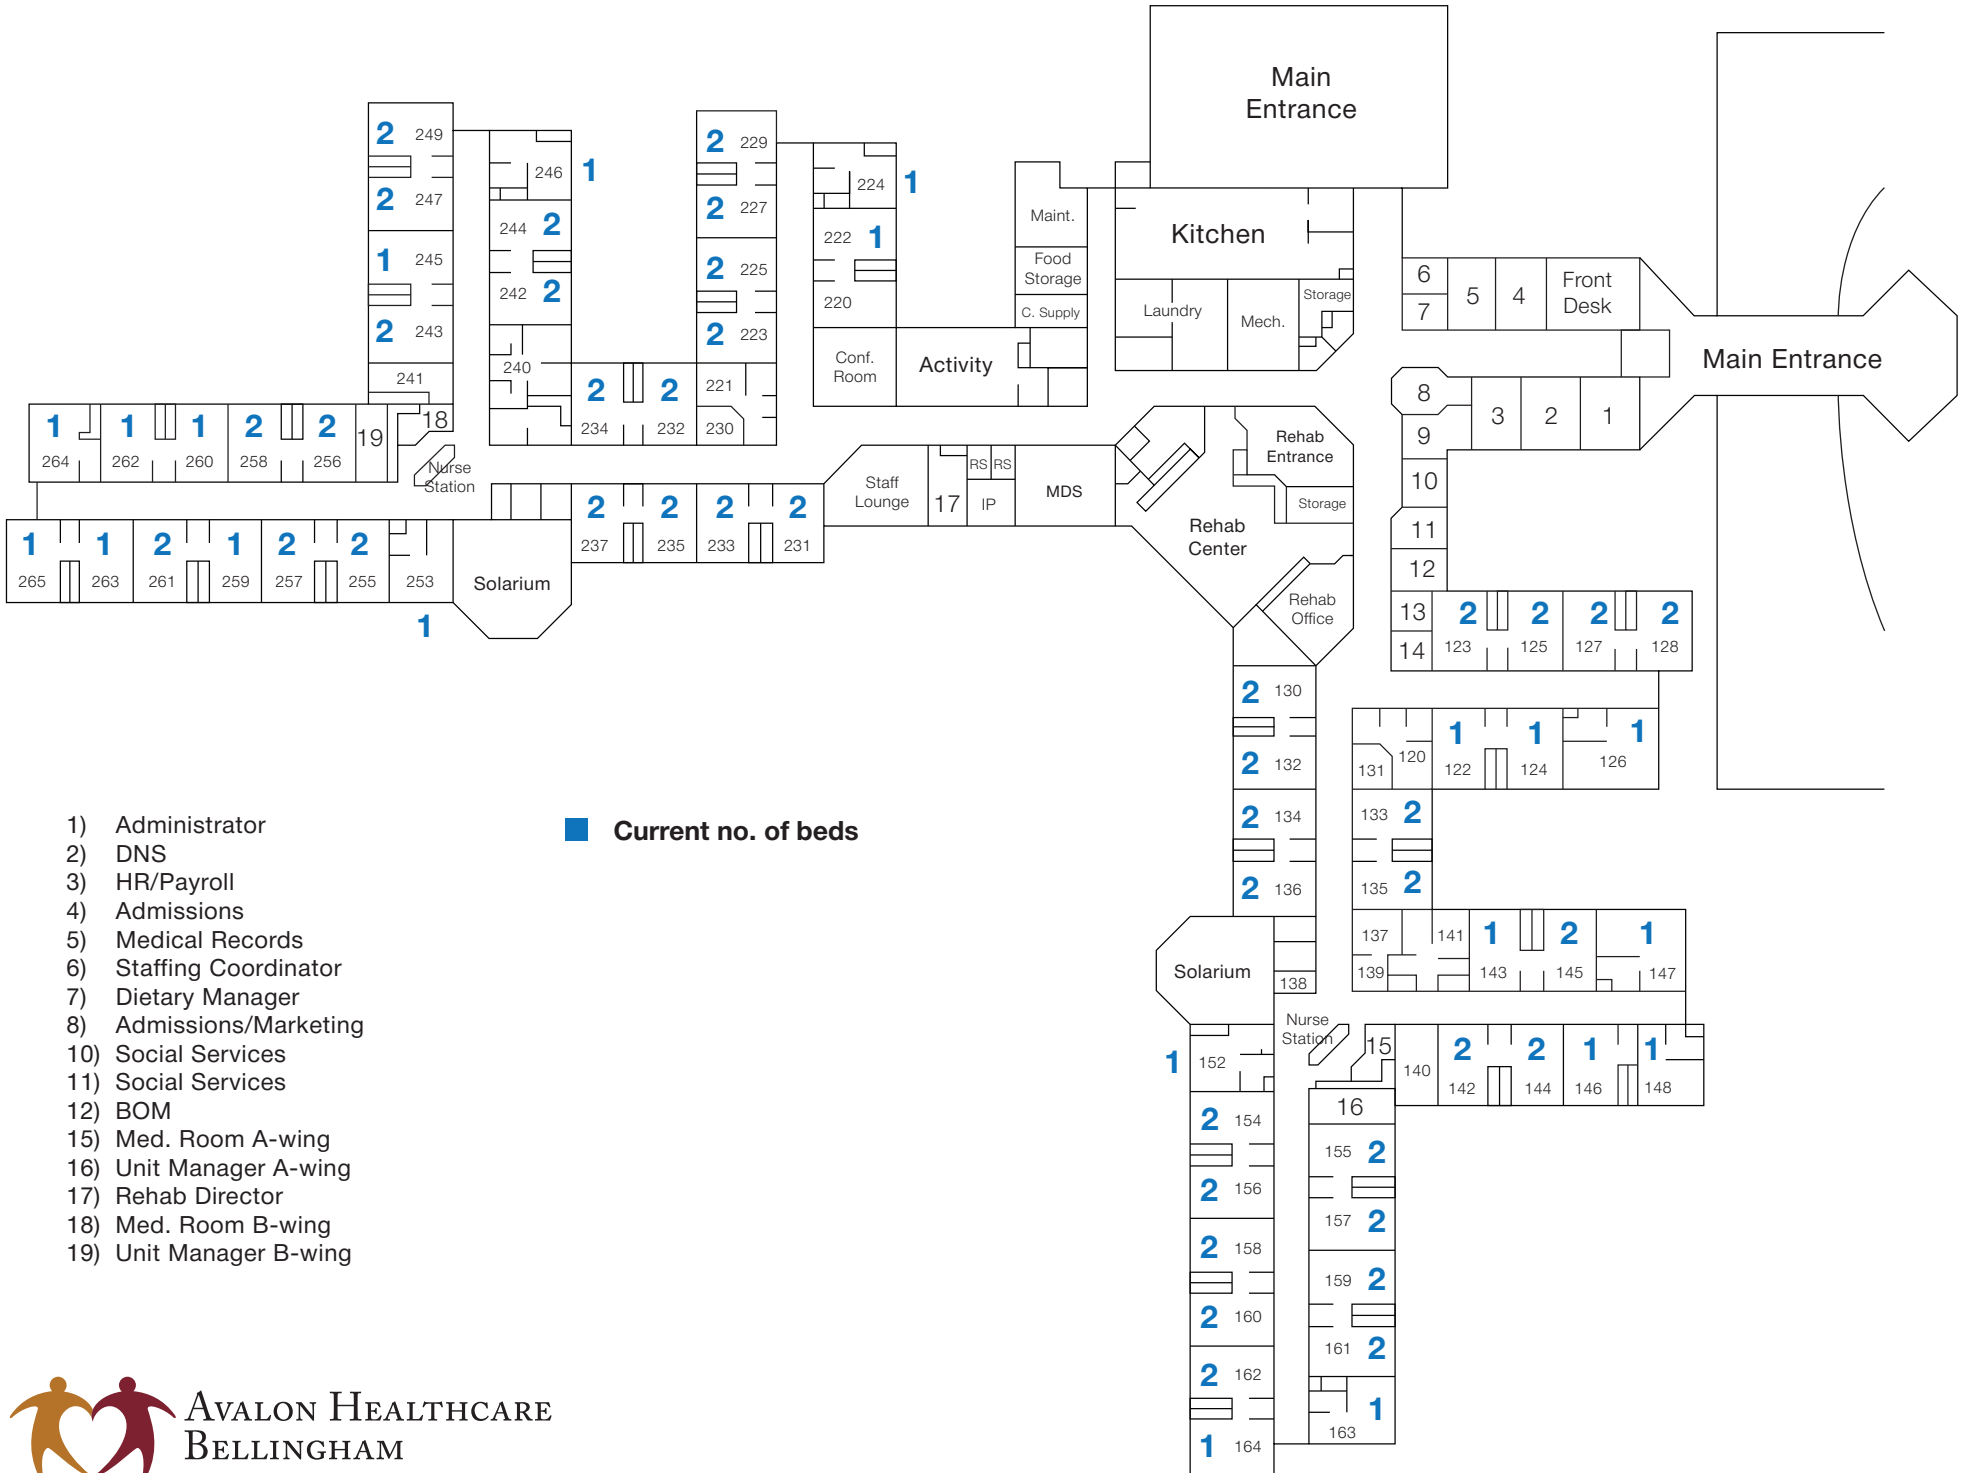 Main
Entrance
2 249
246 1
2 229
224 1
2 247
244 2
2 227
222 1
Maint.
Kitchen
1 245
242 2
2 225
220
Food
Storage
6
5
4
Front
Desk
C. Supply
Laundry
Mech.
Storage
7
2 243
240
2 223
Conf.
Room
Activity
Main Entrance
241
2 2
234 232
221
230
8
3
2
1
9
1 1 1 2 2
264 262 260 258 256
19
18
Nurse
Station
Staff
Lounge
17
RS RS
IP
MDS
Rehab
Entrance
Storage
Rehab
Center
10
11
12
2 2 2 2
237 235 233 231
1 1 2 1 2 2
265 263 261 259 257 255 253
1
Solarium
Rehab
Office
13
14
2 2 2 2
123 125 127 128
2 130
2 132
2 134
2 136
131
120
1 1 1
122 124 126
133 2
135 2
137
139
141
1 2 1
143 145 147
Solarium
138
Nurse
Station
15
140
2 2 1 1
142 144 146 148
16
1 152
2 154
2 156
2 158
2 160
2 162
1 164
155 2
157 2
159 2
161 2
1
163
1) Administrator
2) DNS
3) HR/Payroll
4) Admissions
5) Medical Records
6) Staffing Coordinator
7) Dietary Manager
8) Admissions/Marketing
10) Social Services
11) Social Services
12) BOM
15) Med. Room A-wing
16) Unit Manager A-wing
17) Rehab Director
18) Med. Room B-wing
19) Unit Manager B-wing
Current no. of beds
AVALON HEALTHCARE
BELLINGHAM